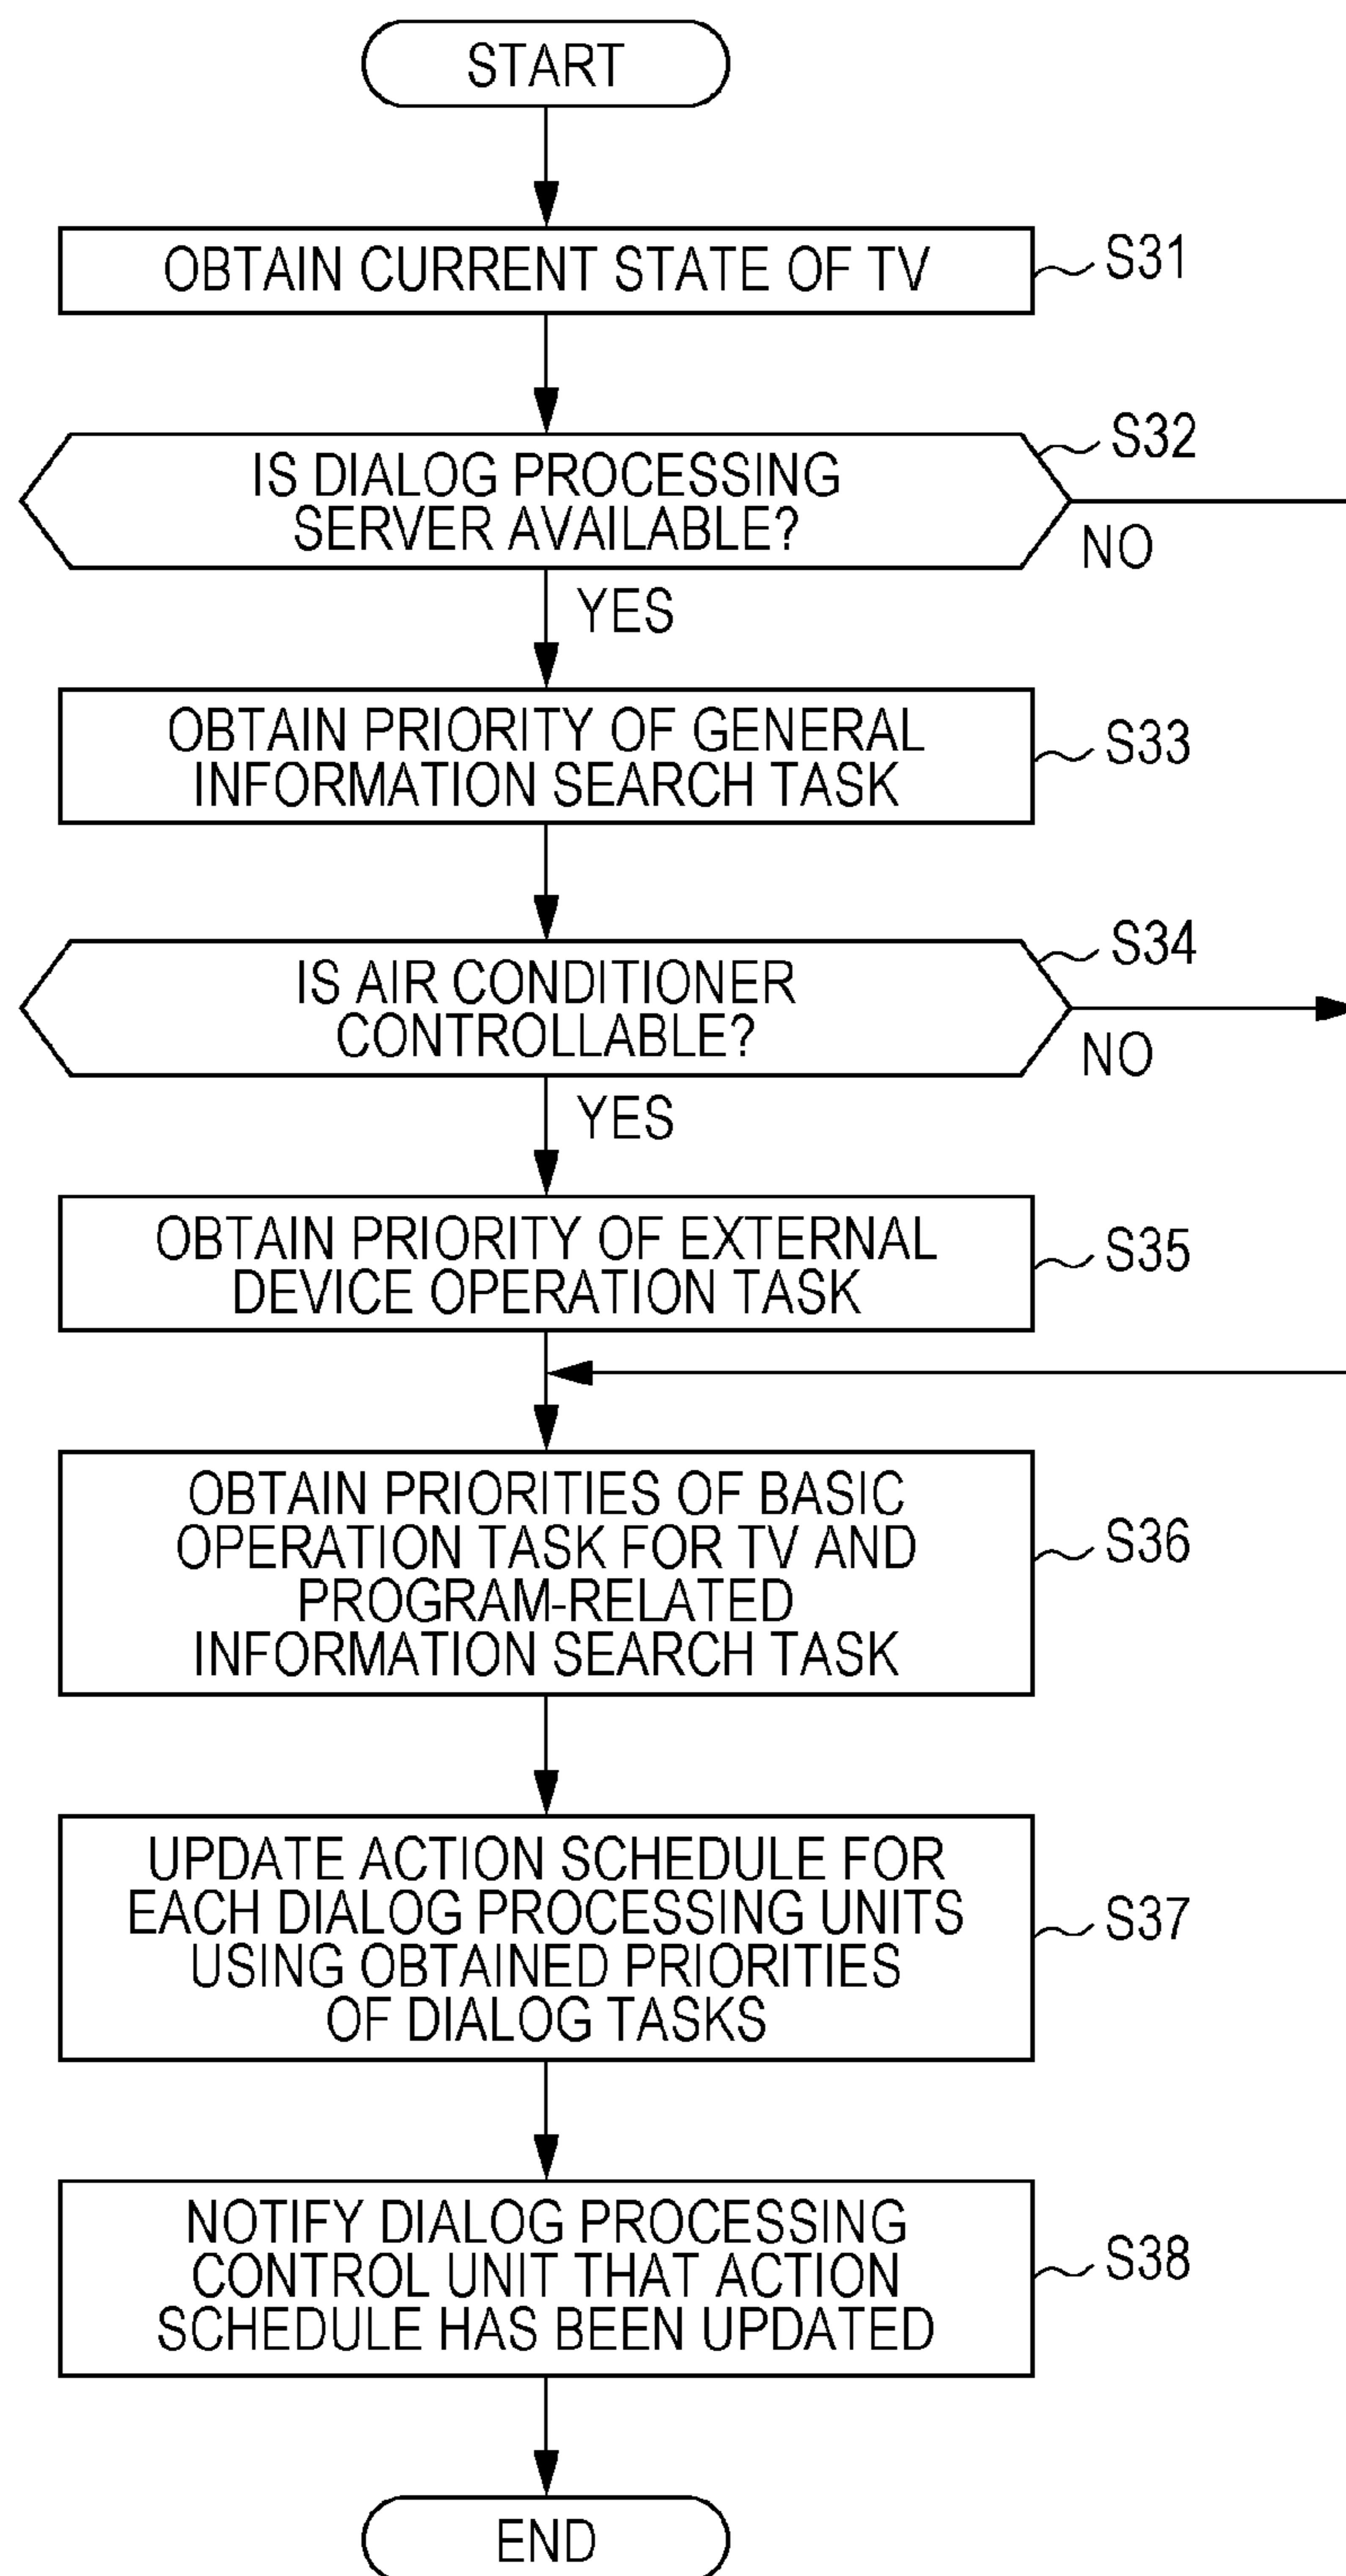 START
OBTAIN CURRENT STATE OF TV
S31
IS DIALOG PROCESSING
SERVER AVAILABLE?
S32
NO
YES
OBTAIN PRIORITY OF GENERAL
INFORMATION SEARCH TASK
S33
IS AIR CONDITIONER
CONTROLLABLE?
S34
NO
YES
OBTAIN PRIORITY OF EXTERNAL
DEVICE OPERATION TASK
S35
OBTAIN PRIORITIES OF BASIC
OPERATION TASK FOR TV AND
PROGRAM-RELATED
INFORMATION SEARCH TASK
S36
UPDATE ACTION SCHEDULE FOR
EACH DIALOG PROCESSING UNITS
USING OBTAINED PRIORITIES
OF DIALOG TASKS
S37
NOTIFY DIALOG PROCESSING
CONTROL UNIT THAT ACTION
SCHEDULE HAS BEEN UPDATED
S38
END